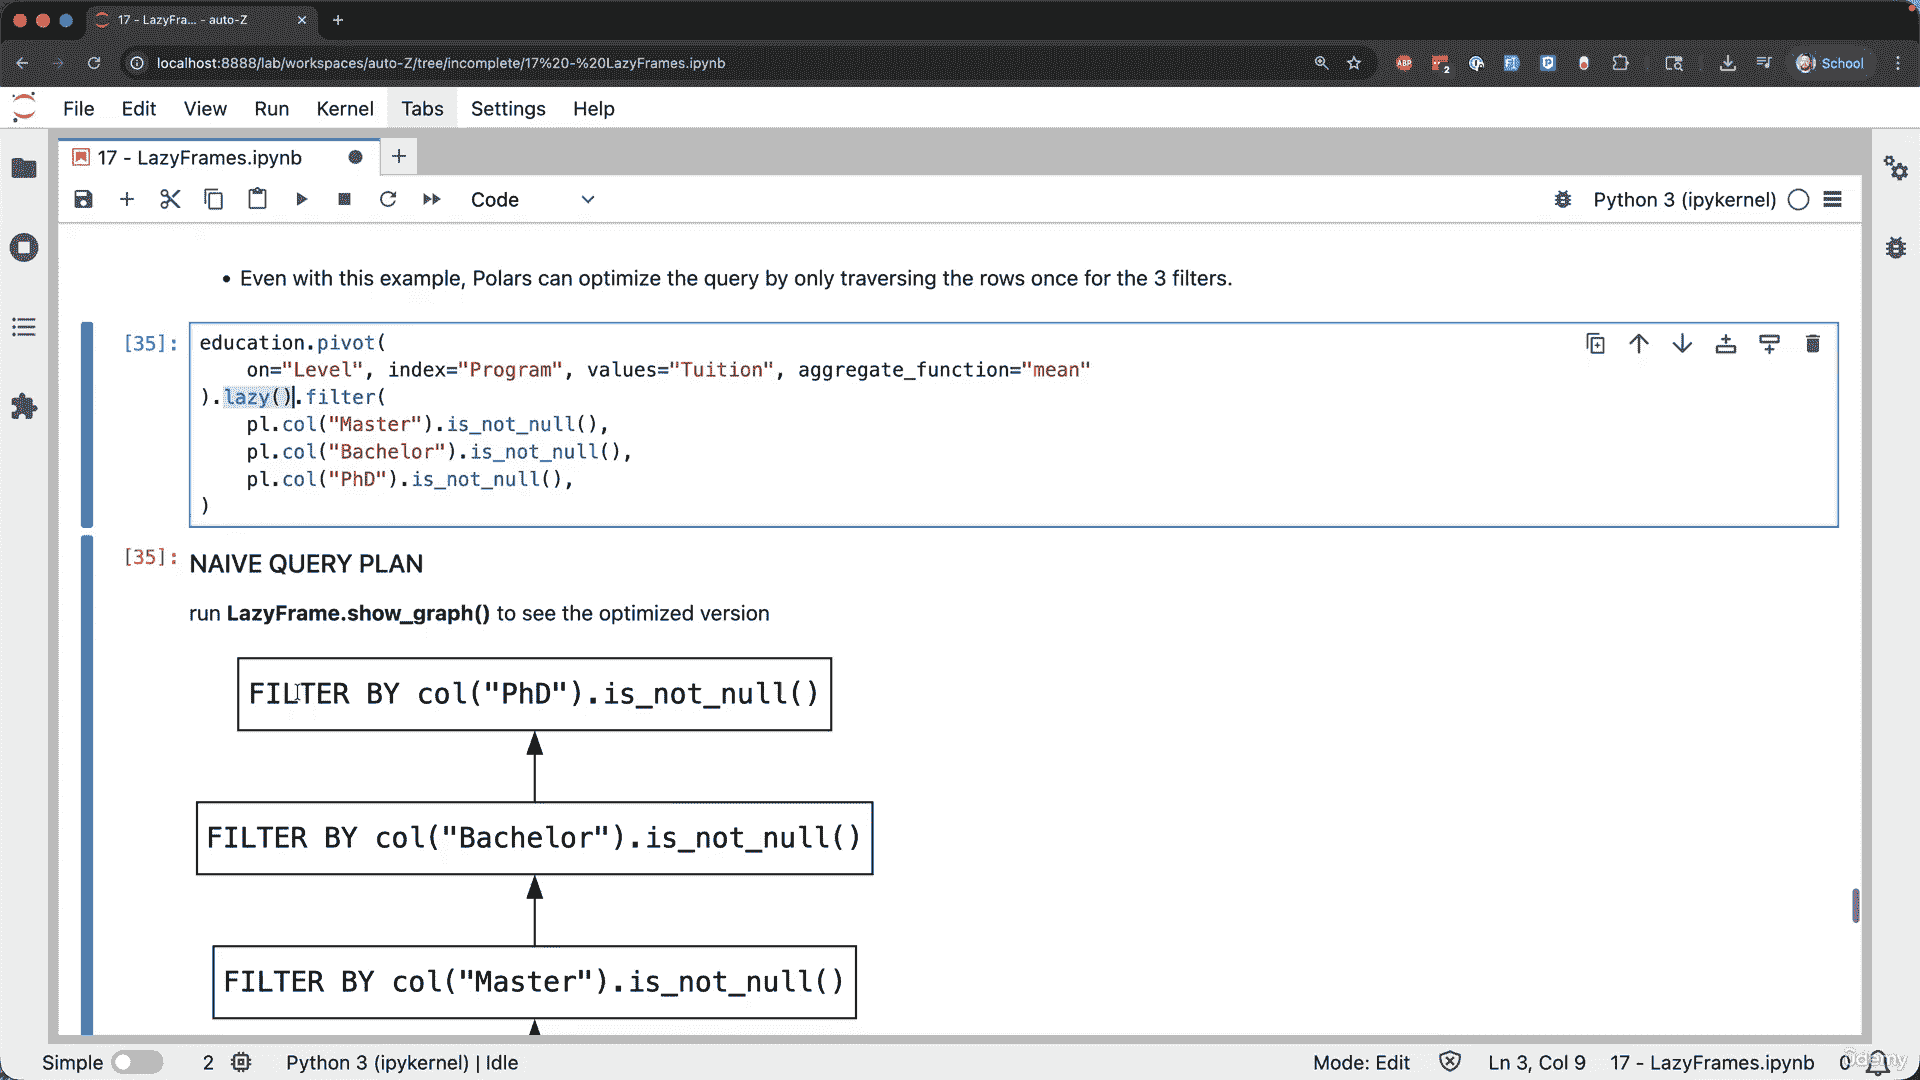 17 - LazyFra... - auto-Z
localhost:8888/lab/workspaces/auto-Z/tree/incomplete/17%20-%20LazyFrames.ipynb
ABP
2
School
File Edit View Run Kernel Tabs Settings Help
17 - LazyFrames.ipynb
Code
Python 3 (ipykernel)
• Even with this example, Polars can optimize the query by only traversing the rows once for the 3 filters.
[35]:
education.pivot(
    on="Level", index="Program", values="Tuition", aggregate_function="mean"
).lazy().filter(
    pl.col("Master").is_not_null(),
    pl.col("Bachelor").is_not_null(),
    pl.col("PhD").is_not_null(),
)
[35]:
NAIVE QUERY PLAN
run LazyFrame.show_graph() to see the optimized version
FILTER BY col("PhD").is_not_null()
FILTER BY col("Bachelor").is_not_null()
FILTER BY col("Master").is_not_null()
Simple 2 Python 3 (ipykernel) | Idle Mode: Edit Ln 3, Col 9 17 - LazyFrames.ipynb 0
udemy